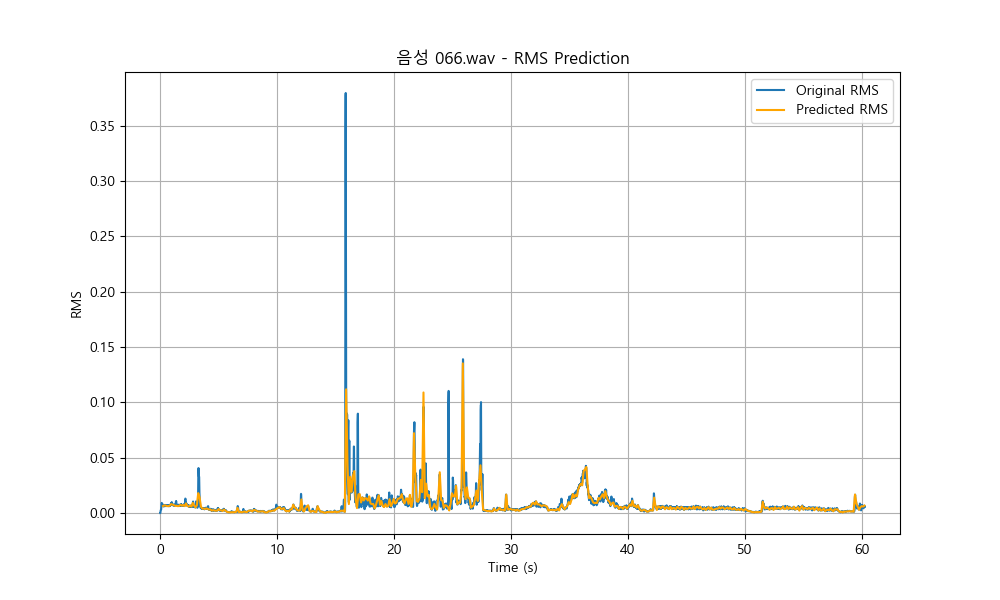 음성 066.wav - RMS Prediction
Original RMS
Predicted RMS
0.35
0.30
0.25
0.20
0.15
0.10
0.05
0.00
RMS
0 10 20 30 40 50 60
Time (s)